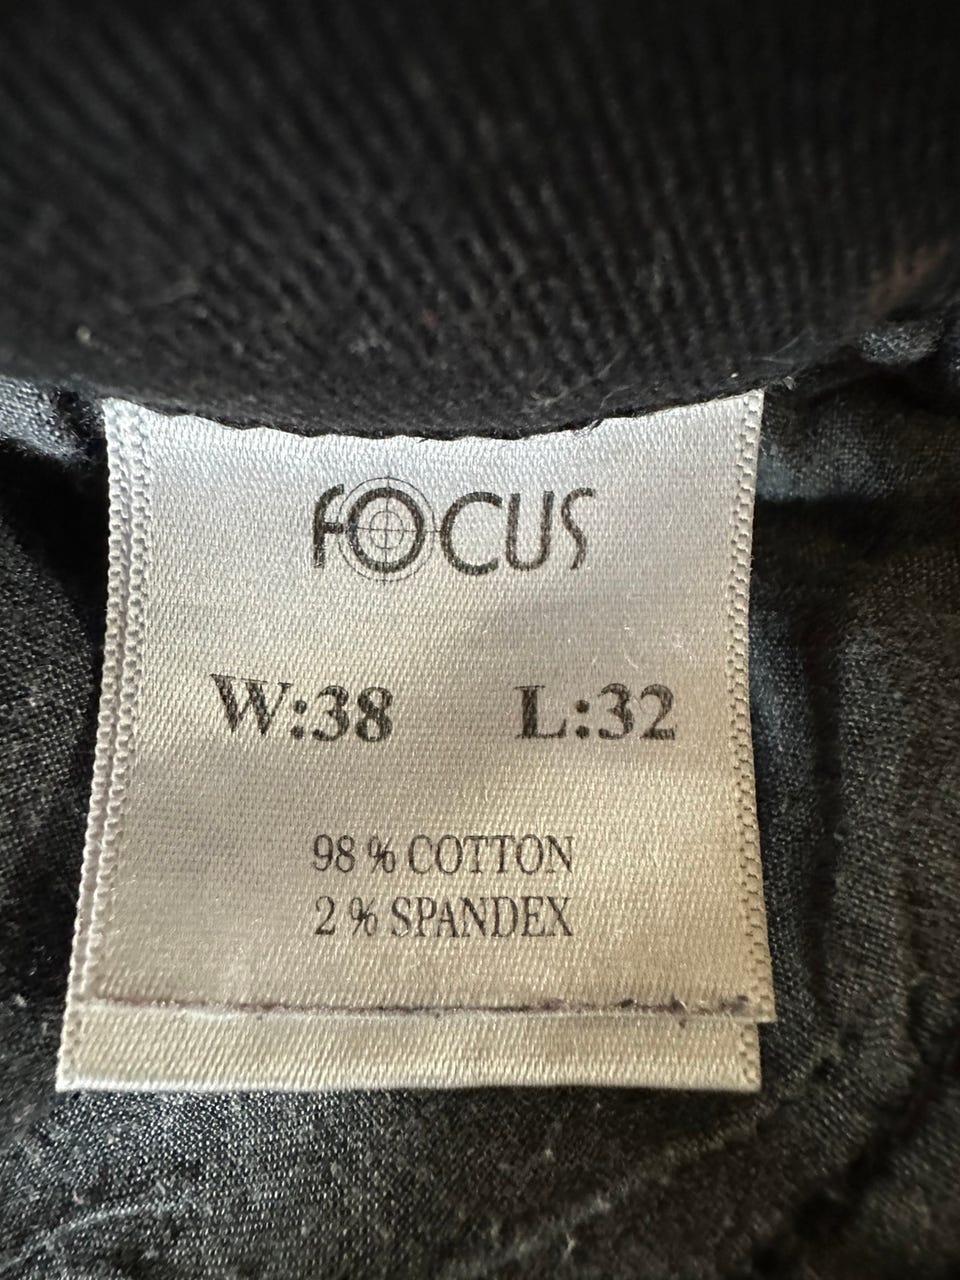 FOCUS
W:38 L:32
98 % COTTON
2 % SPANDEX